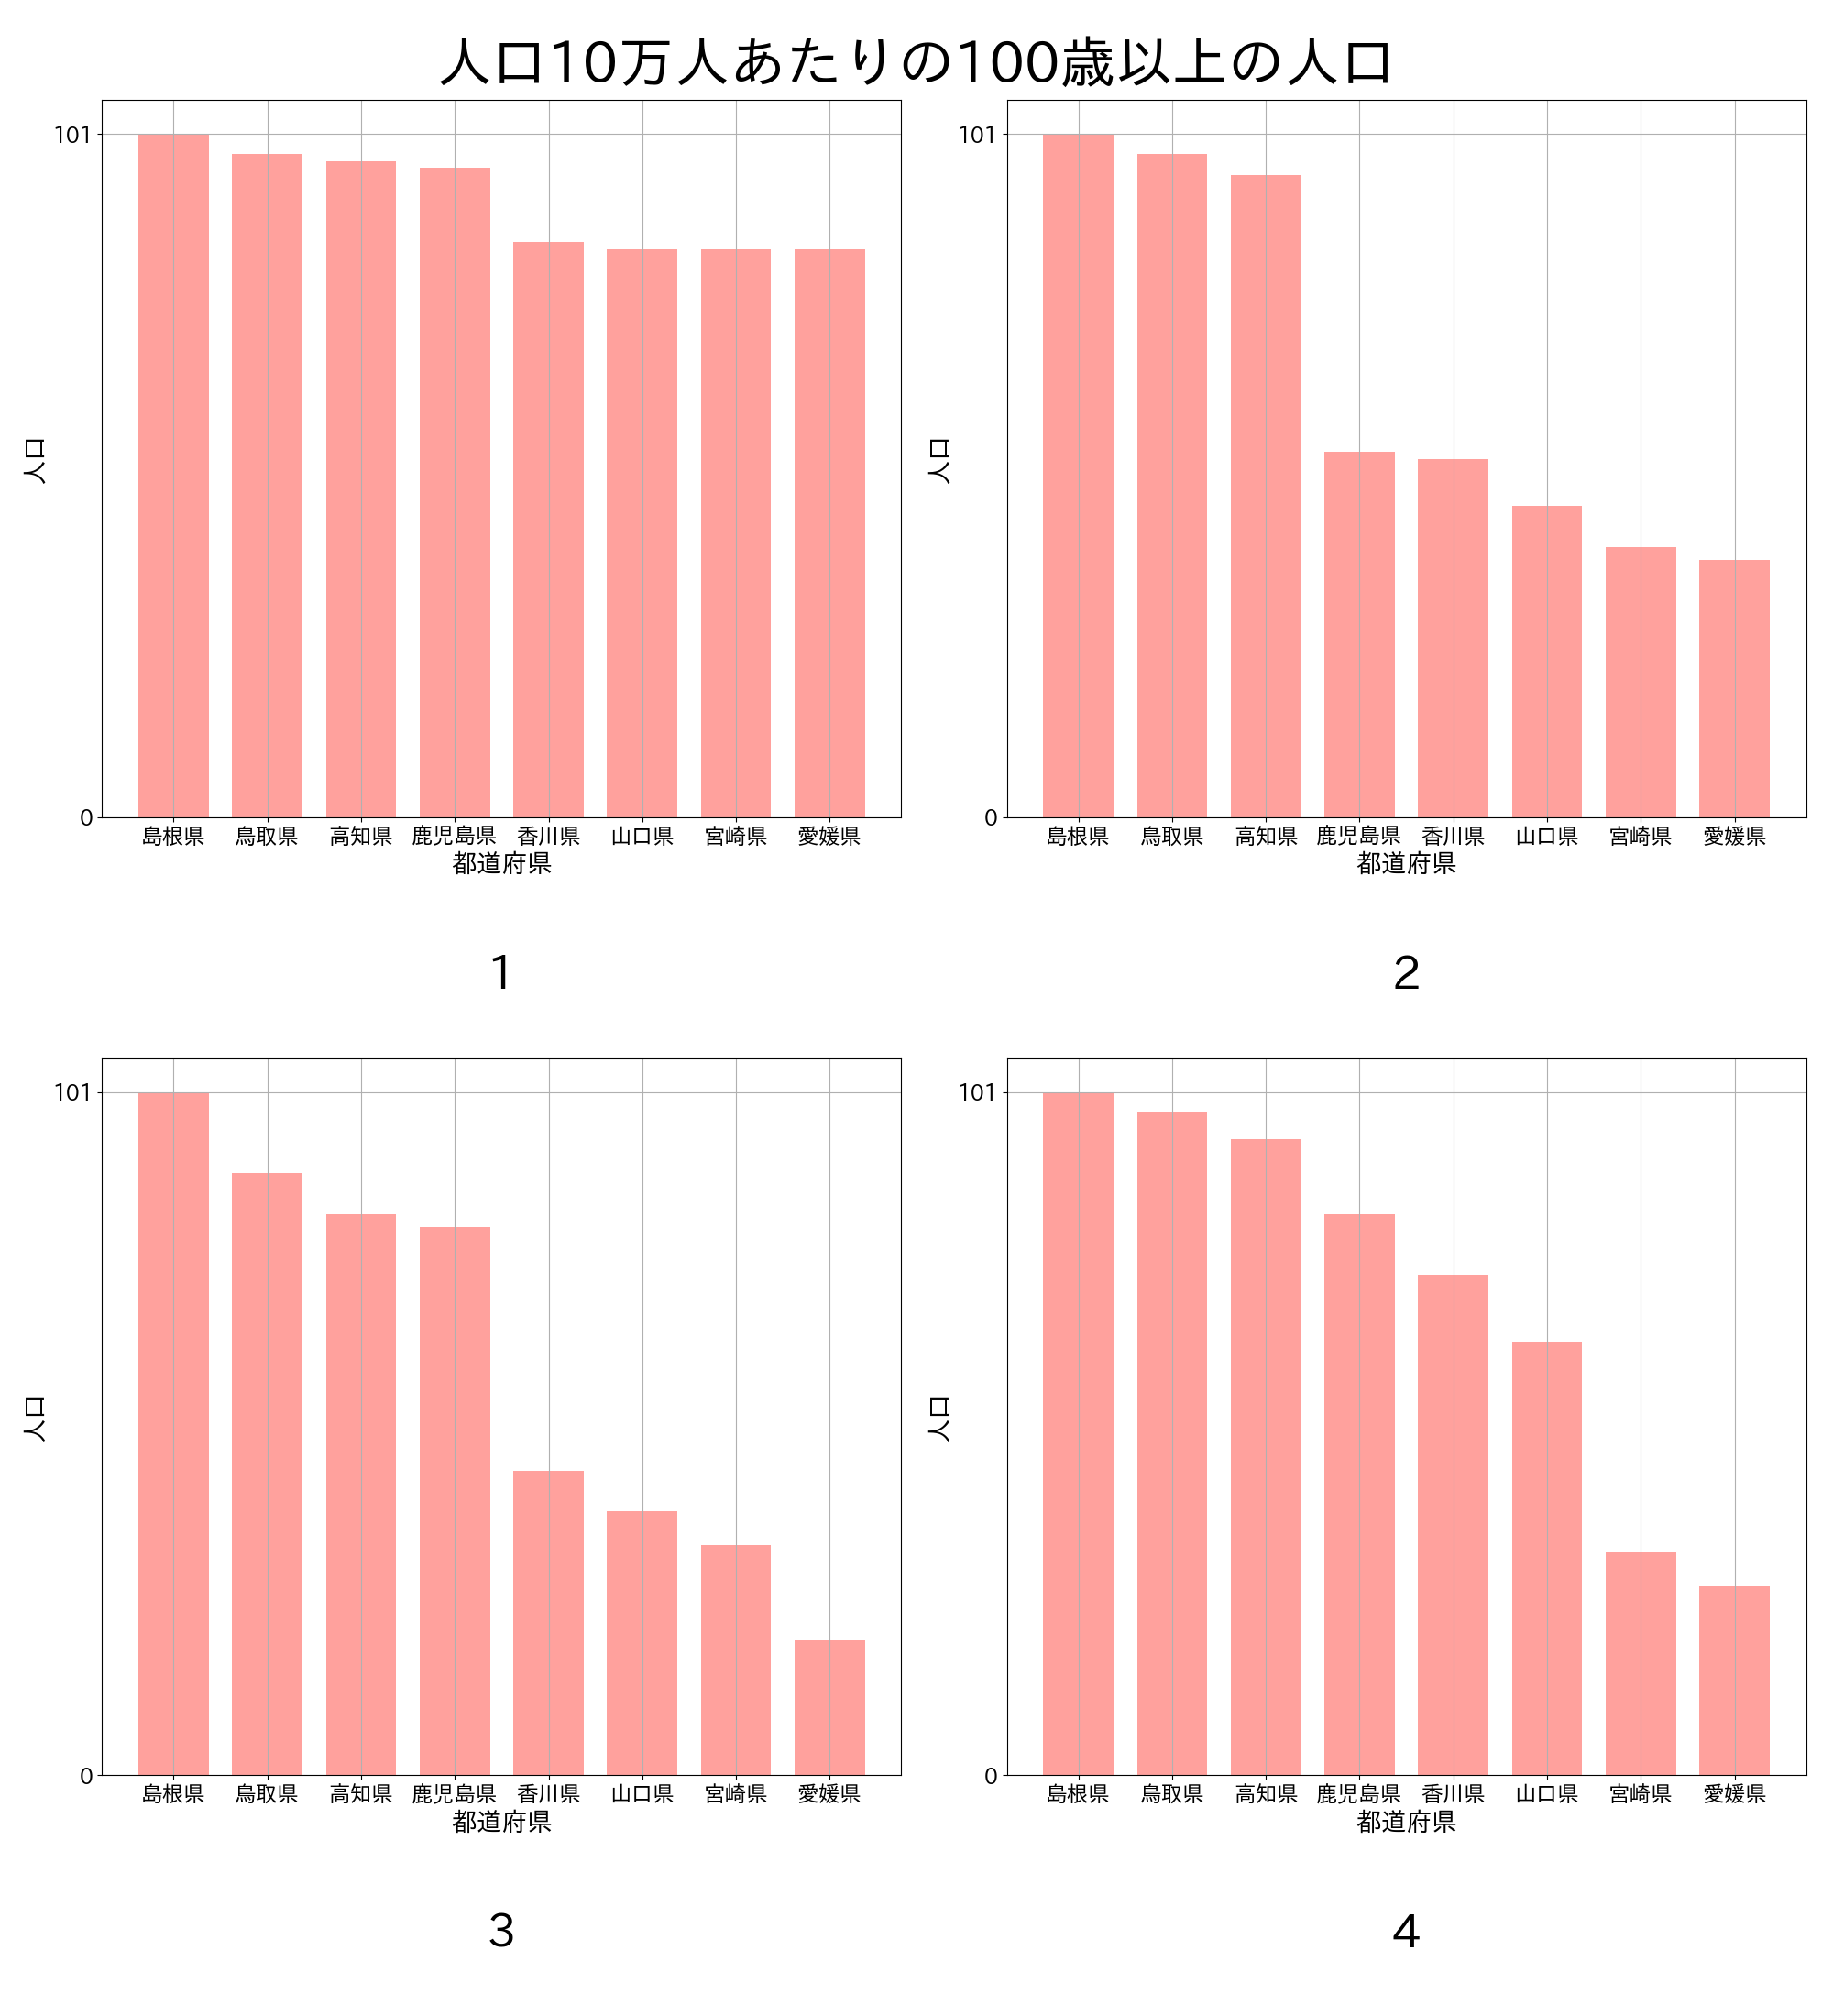 人口10万人あたりの100歳以上の人口
101
0
人口
島根県 鳥取県 高知県 鹿児島県 香川県 山口県 宮崎県 愛媛県
都道府県
1
101
0
人口
島根県 鳥取県 高知県 鹿児島県 香川県 山口県 宮崎県 愛媛県
都道府県
2
101
0
人口
島根県 鳥取県 高知県 鹿児島県 香川県 山口県 宮崎県 愛媛県
都道府県
3
101
0
人口
島根県 鳥取県 高知県 鹿児島県 香川県 山口県 宮崎県 愛媛県
都道府県
4